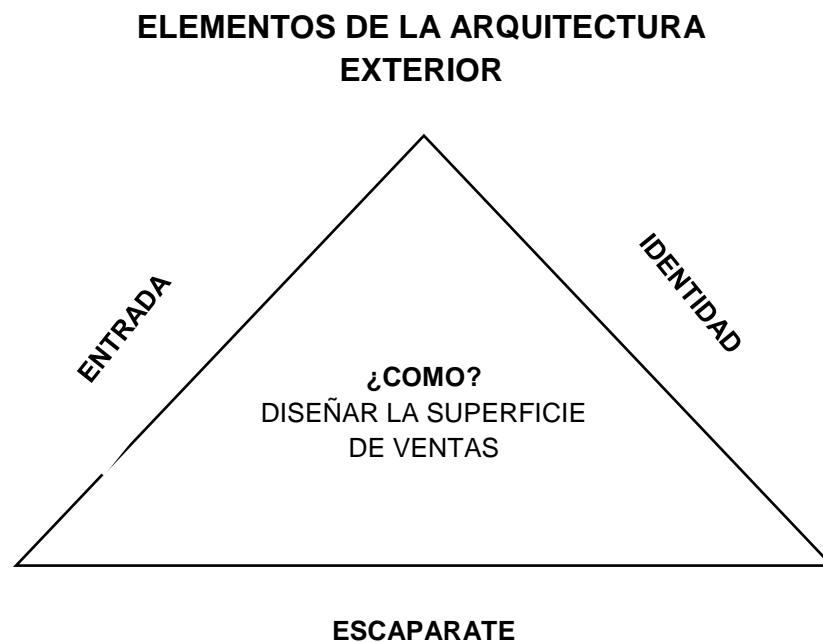 ELEMENTOS DE LA ARQUITECTURA
EXTERIOR
ENTRADA
IDENTIDAD
¿COMO?
DISEÑAR LA SUPERFICIE
DE VENTAS
ESCAPARATE